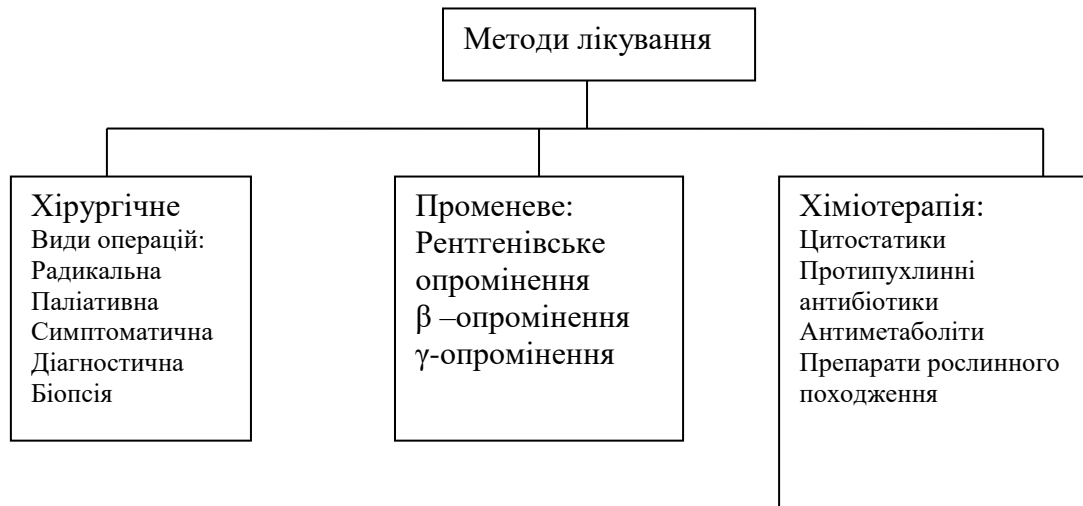 Методи лікування
Хірургічне
Види операцій:
Радикальна
Паліативна
Симптоматична
Діагностична
Біопсія
Променеве:
Рентгенівське
опромінення
β –опромінення
γ-опромінення
Хіміотерапія:
Цитостатики
Протипухлинні
антибіотики
Антиметаболіти
Препарати рослинного
походження